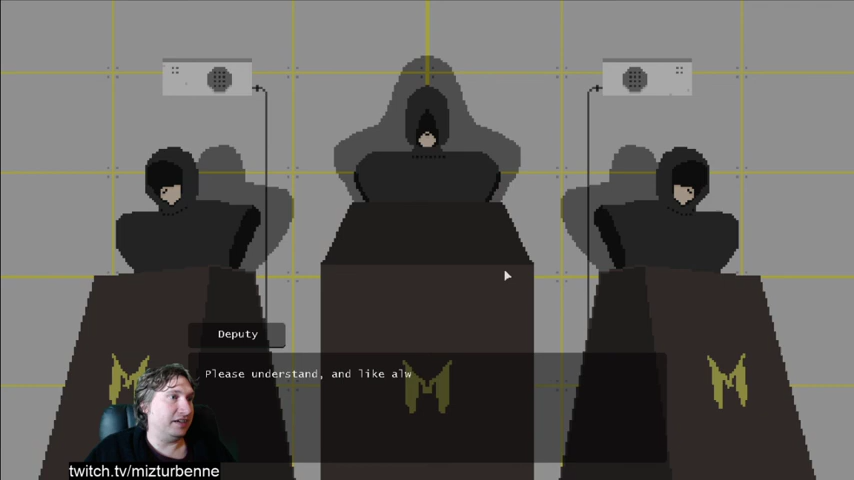 Deputy
Please understand, and like alw
M M M
twitch.tv/mizturbenne